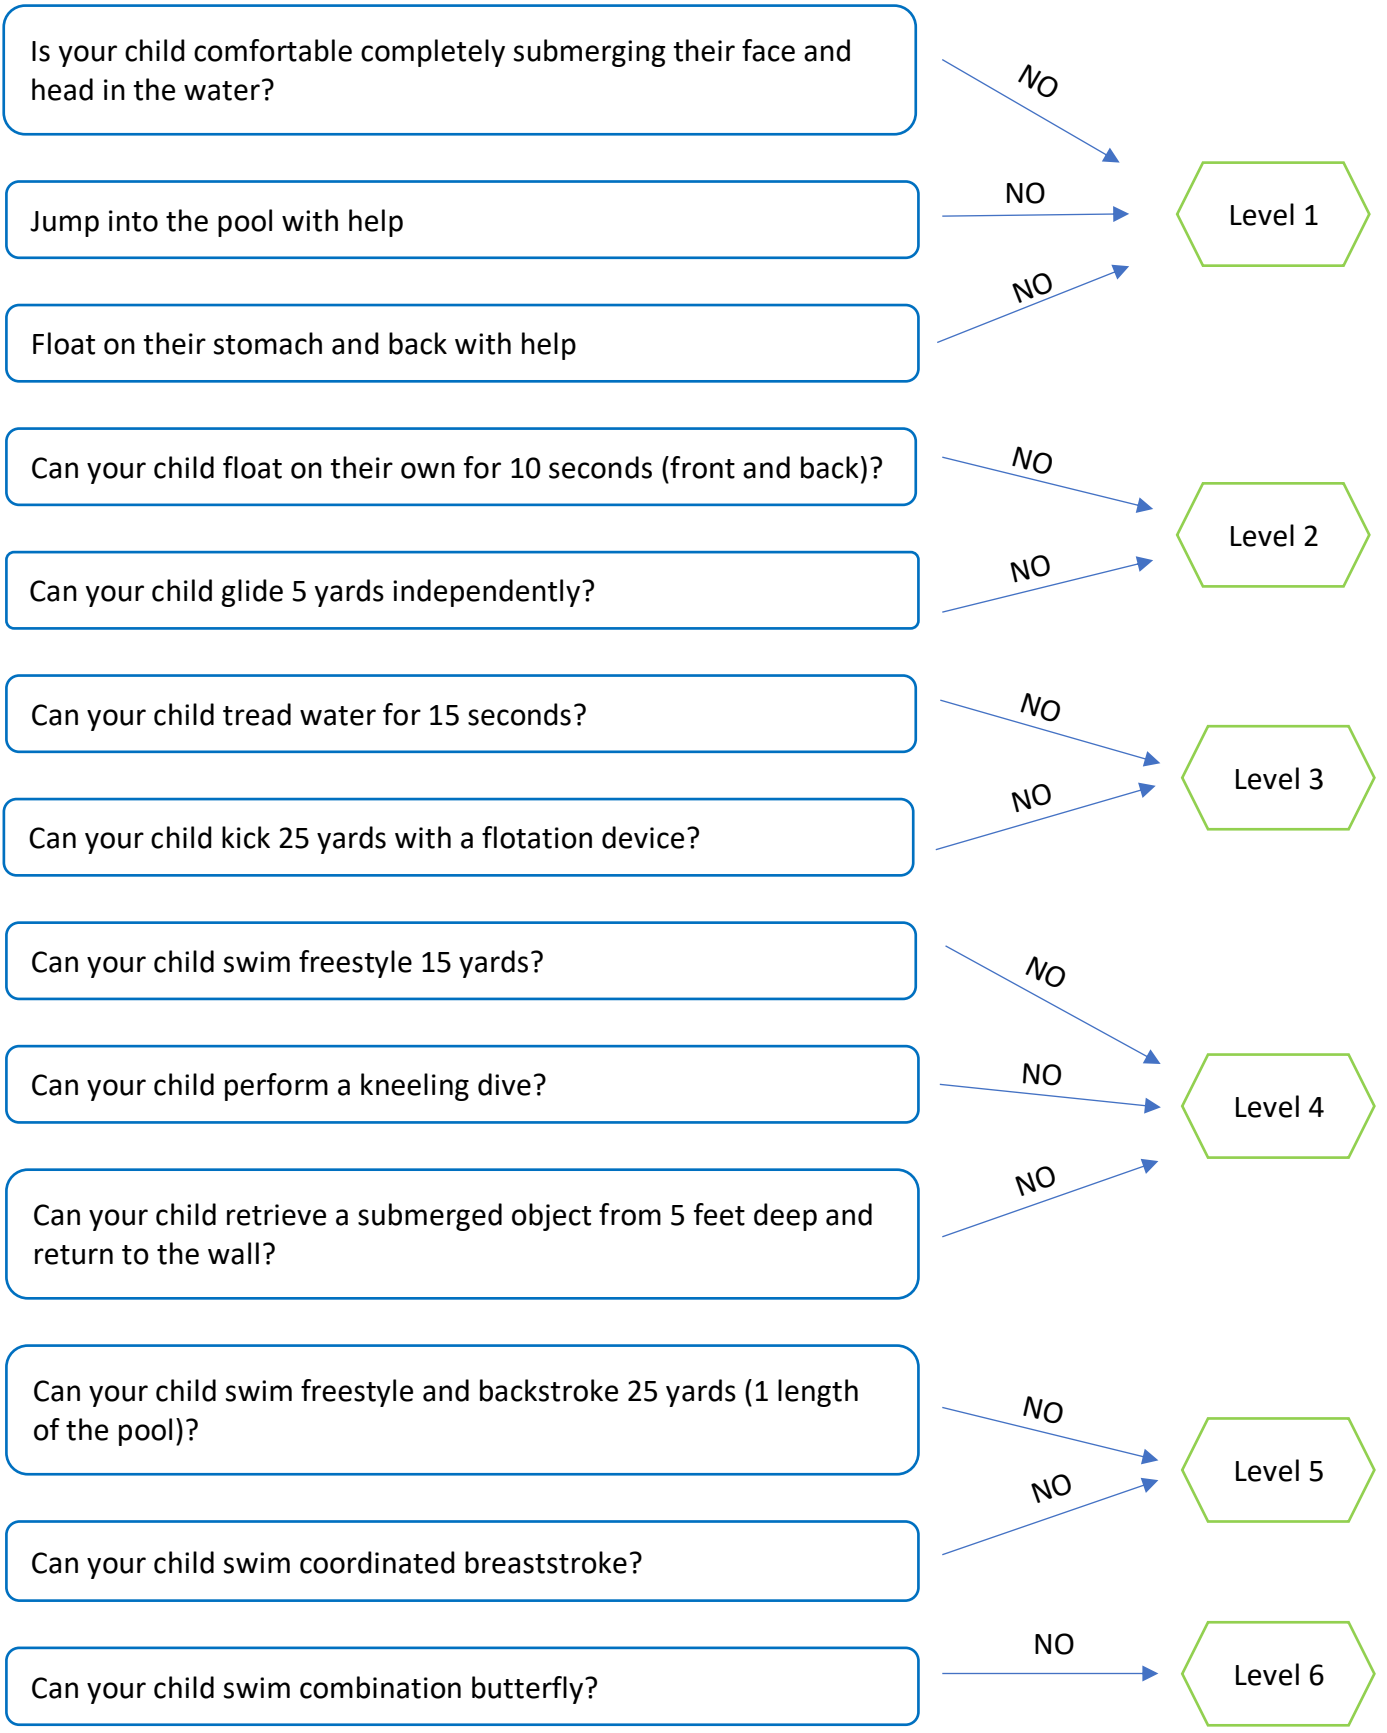 Is your child comfortable completely submerging their face and
head in the water?
NO
Jump into the pool with help
NO
Level 1
Float on their stomach and back with help
NO
Can your child float on their own for 10 seconds (front and back)?
NO
Level 2
Can your child glide 5 yards independently?
NO
Can your child tread water for 15 seconds?
NO
Level 3
Can your child kick 25 yards with a flotation device?
NO
Can your child swim freestyle 15 yards?
NO
Can your child perform a kneeling dive?
NO
Level 4
Can your child retrieve a submerged object from 5 feet deep and
return to the wall?
NO
Can your child swim freestyle and backstroke 25 yards (1 length
of the pool)?
NO
Level 5
Can your child swim coordinated breaststroke?
NO
Can your child swim combination butterfly?
NO
Level 6